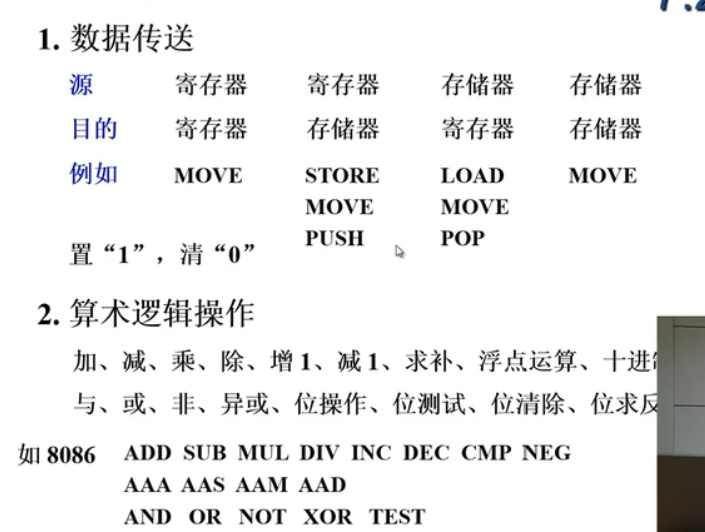 1. 数据传送
源 寄存器 寄存器 存储器 存储器
目的 寄存器 存储器 寄存器 存储器
例如 MOVE STORE LOAD MOVE
MOVE MOVE
PUSH POP
置“1”，清“0”
2. 算术逻辑操作
加、减、乘、除、增 1、减 1、求补、浮点运算、十进
与、或、非、异或、位操作、位测试、位清除、位求反
如 8086 ADD SUB MUL DIV INC DEC CMP NEG
AAA AAS AAM AAD
AND OR NOT XOR TEST